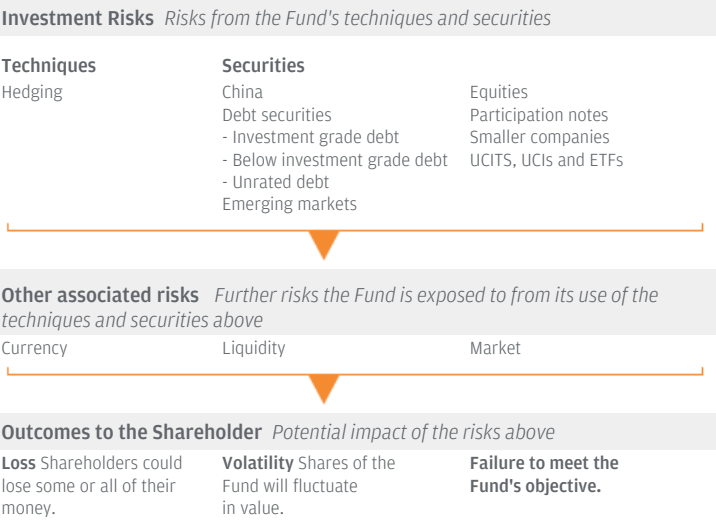 Investment Risks Risks from the Fund's techniques and securities
Techniques
Hedging
Securities
China
Debt securities
- Investment grade debt
- Below investment grade debt
- Unrated debt
Emerging markets
Equities
Participation notes
Smaller companies
UCITS, UCIs and ETFs
Other associated risks Further risks the Fund is exposed to from its use of the
techniques and securities above
Currency
Liquidity
Market
Outcomes to the Shareholder Potential impact of the risks above
Loss Shareholders could
lose some or all of their
money.
Volatility Shares of the
Fund will fluctuate
in value.
Failure to meet the
Fund's objective.